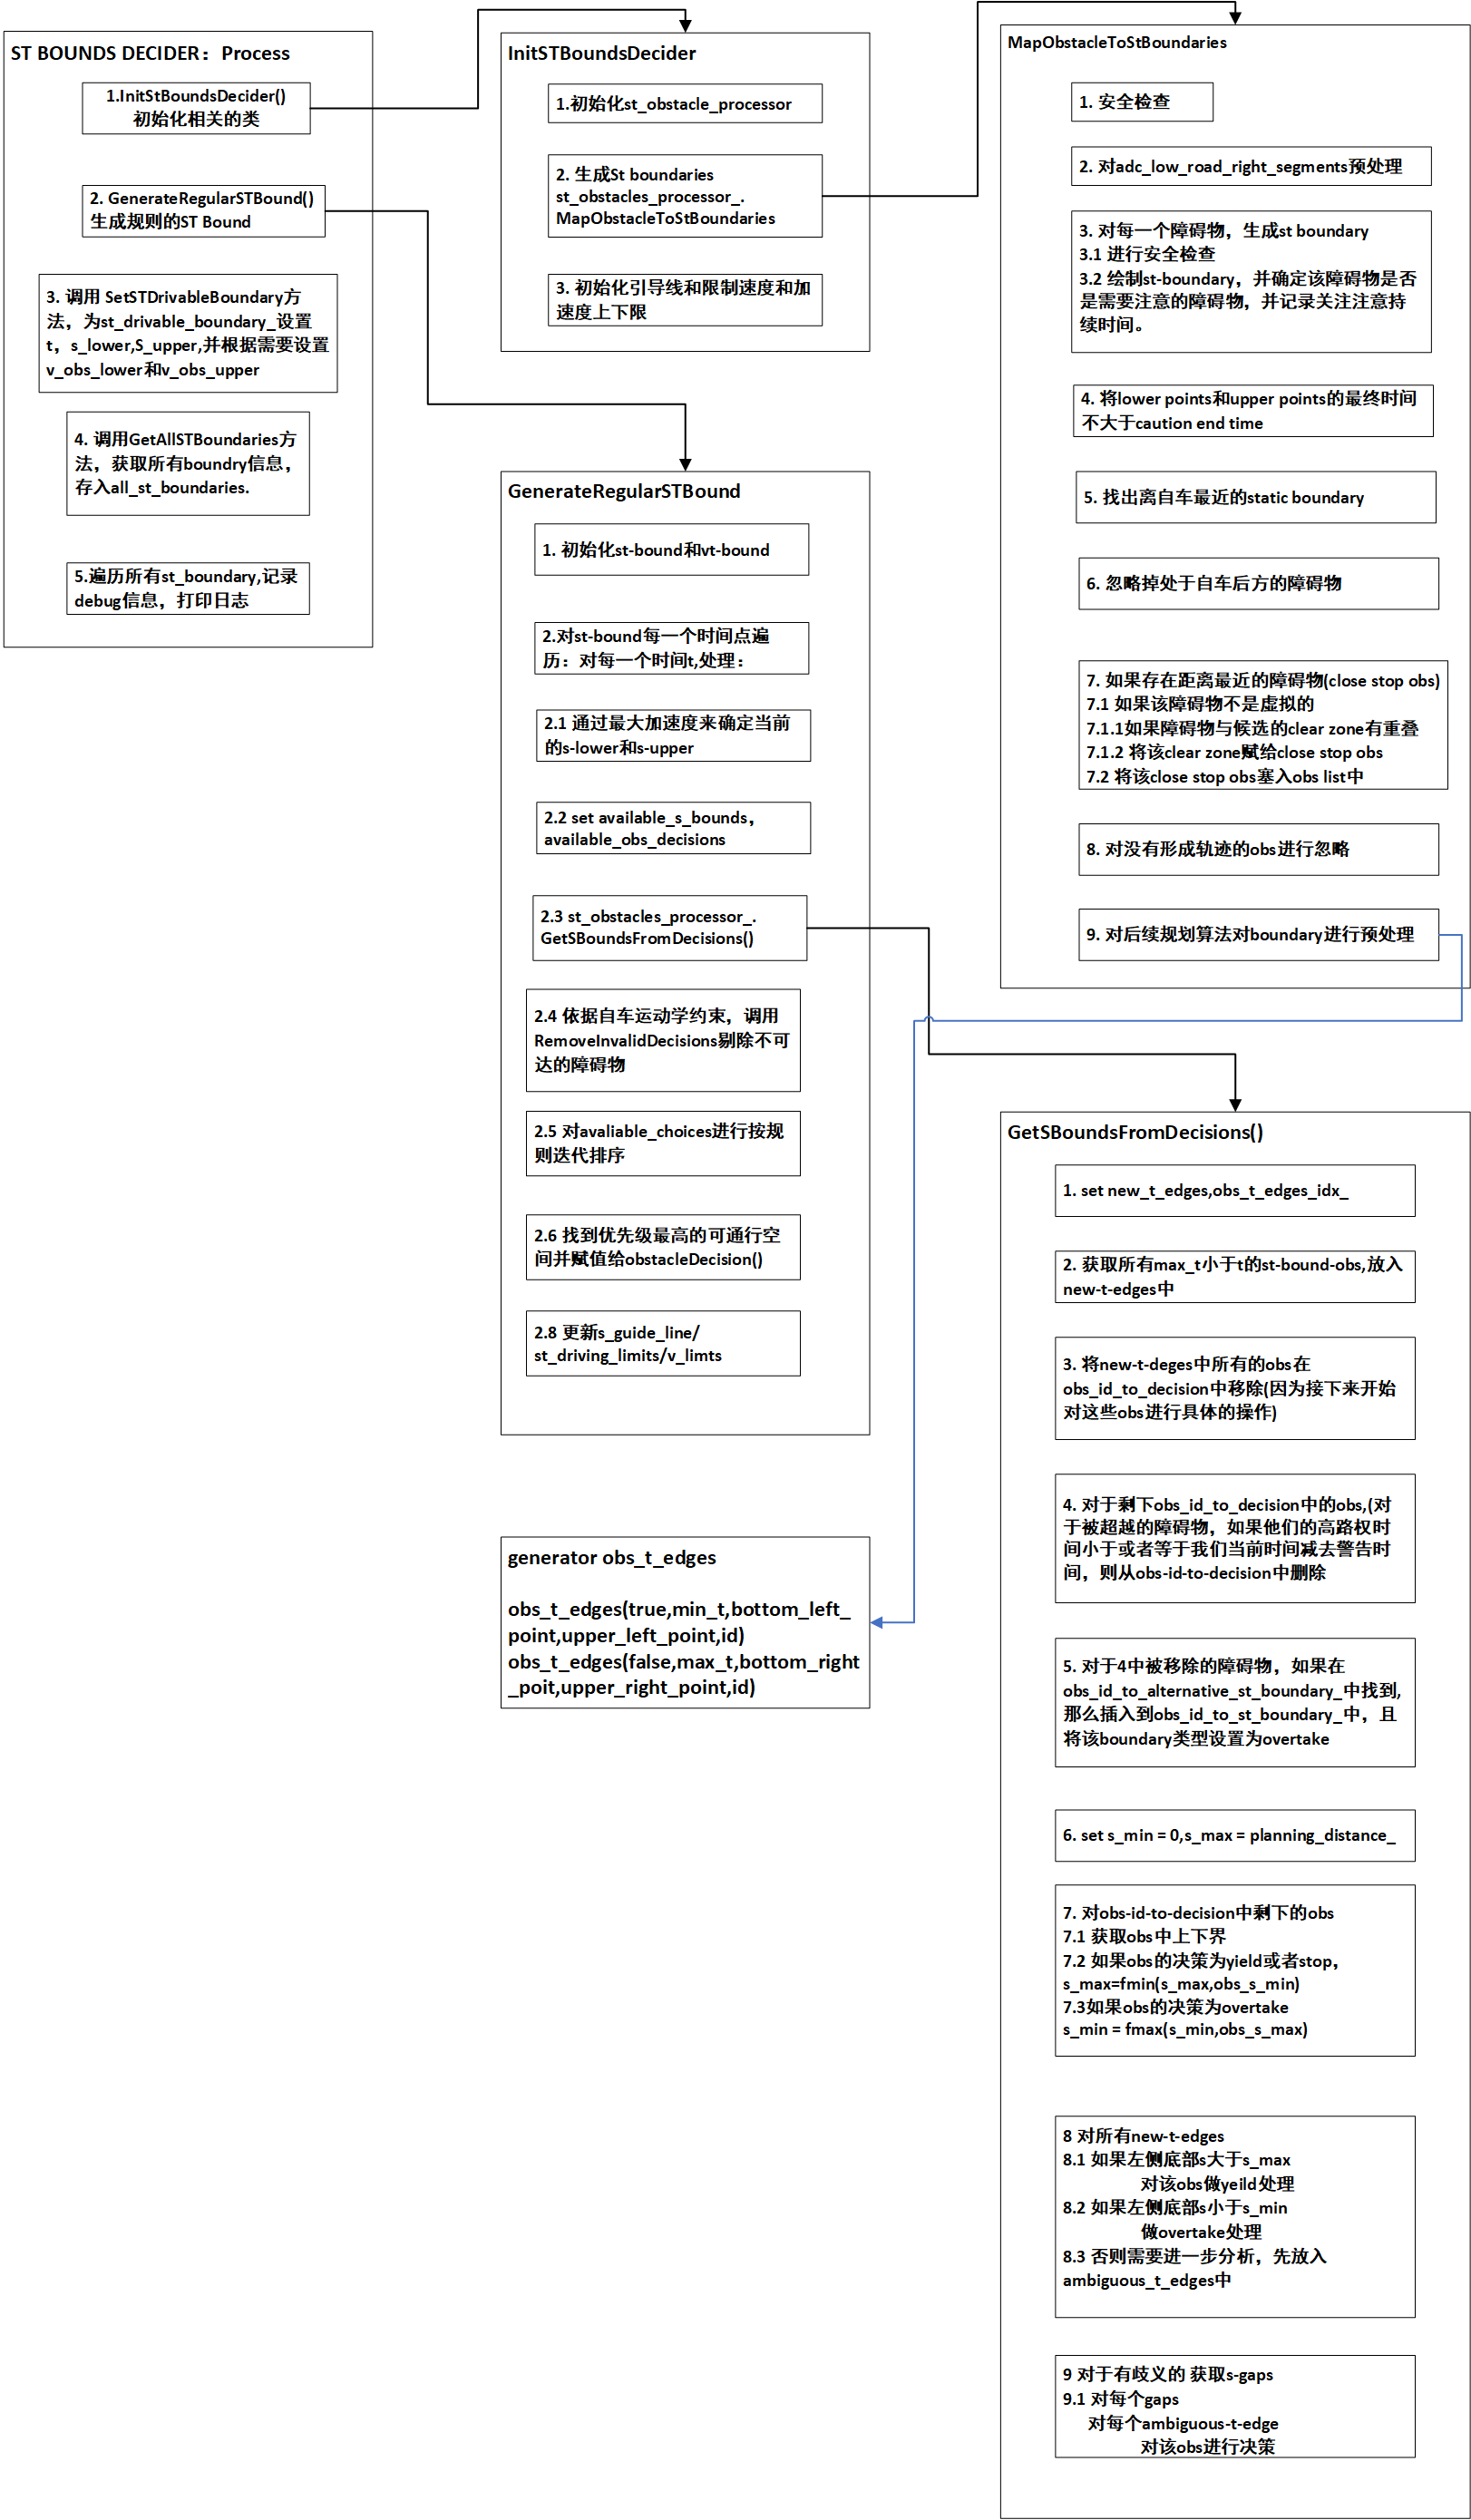 ST BOUNDS DECIDER：Process
1.InitStBoundsDecider()
初始化相关的类
2. GenerateRegularSTBound()
生成规则的ST Bound
3. 调用 SetSTDrivableBoundary方
法，为st_drivable_boundary_设置
t，s_lower,S_upper,并根据需要设置
v_obs_lower和v_obs_upper
4. 调用GetAllSTBoundaries方
法，获取所有boundry信息，
存入all_st_boundaries.
5.遍历所有st_boundary,记录
debug信息，打印日志
InitSTBoundsDecider
1.初始化st_obstacle_processor
2. 生成St boundaries
st_obstacles_processor_.
MapObstacleToStBoundaries
3. 初始化引导线和限制速度和加
速度上下限
GenerateRegularSTBound
1. 初始化st-bound和vt-bound
2.对st-bound每一个时间点遍
历：对每一个时间t,处理：
2.1 通过最大加速度来确定当前
的s-lower和s-upper
2.2 set available_s_bounds，
available_obs_decisions
2.3 st_obstacles_processor_.
GetSBoundsFromDecisions()
2.4 依据自车运动学约束，调用
RemoveInvalidDecisions剔除不可
达的障碍物
2.5 对avaliable_choices进行按规
则迭代排序
2.6 找到优先级最高的可通行空
间并赋值给obstacleDecision()
2.8 更新s_guide_line/
st_driving_limits/v_limts
generator obs_t_edges
obs_t_edges(true,min_t,bottom_left_
point,upper_left_point,id)
obs_t_edges(false,max_t,bottom_right
_poit,upper_right_point,id)
MapObstacleToStBoundaries
1. 安全检查
2. 对adc_low_road_right_segments预处理
3. 对每一个障碍物，生成st boundary
3.1 进行安全检查
3.2 绘制st-boundary，并确定该障碍物是否
是需要注意的障碍物，并记录关注注意持
续时间。
4. 将lower points和upper points的最终时间
不大于caution end time
5. 找出离自车最近的static boundary
6. 忽略掉处于自车后方的障碍物
7. 如果存在距离最近的障碍物(close stop obs)
7.1 如果该障碍物不是虚拟的
7.1.1如果障碍物与候选的clear zone有重叠
7.1.2 将该clear zone赋给close stop obs
7.2 将该close stop obs塞入obs list中
8. 对没有形成轨迹的obs进行忽略
9. 对后续规划算法对boundary进行预处理
GetSBoundsFromDecisions()
1. set new_t_edges,obs_t_edges_idx_
2. 获取所有max_t小于t的st-bound-obs,放入
new-t-edges中
3. 将new-t-deges中所有的obs在
obs_id_to_decision中移除(因为接下来开始
对这些obs进行具体的操作)
4. 对于剩下obs_id_to_decision中的obs,(对
于被超越的障碍物，如果他们的高路权时
间小于或者等于我们当前时间减去警告时
间，则从obs-id-to-decision中删除
5. 对于4中被移除的障碍物，如果在
obs_id_to_alternative_st_boundary_中找到,
那么插入到obs_id_to_st_boundary_中，且
将该boundary类型设置为overtake
6. set s_min = 0,s_max = planning_distance_
7. 对obs-id-to-decision中剩下的obs
7.1 获取obs中上下界
7.2 如果obs的决策为yield或者stop，
s_max=fmin(s_max,obs_s_min)
7.3如果obs的决策为overtake
s_min = fmax(s_min,obs_s_max)
8 对所有new-t-edges
8.1 如果左侧底部s大于s_max
对该obs做yeild处理
8.2 如果左侧底部s小于s_min
做overtake处理
8.3 否则需要进一步分析，先放入
ambiguous_t_edges中
9 对于有歧义的 获取s-gaps
9.1 对每个gaps
对每个ambiguous-t-edge
对该obs进行决策